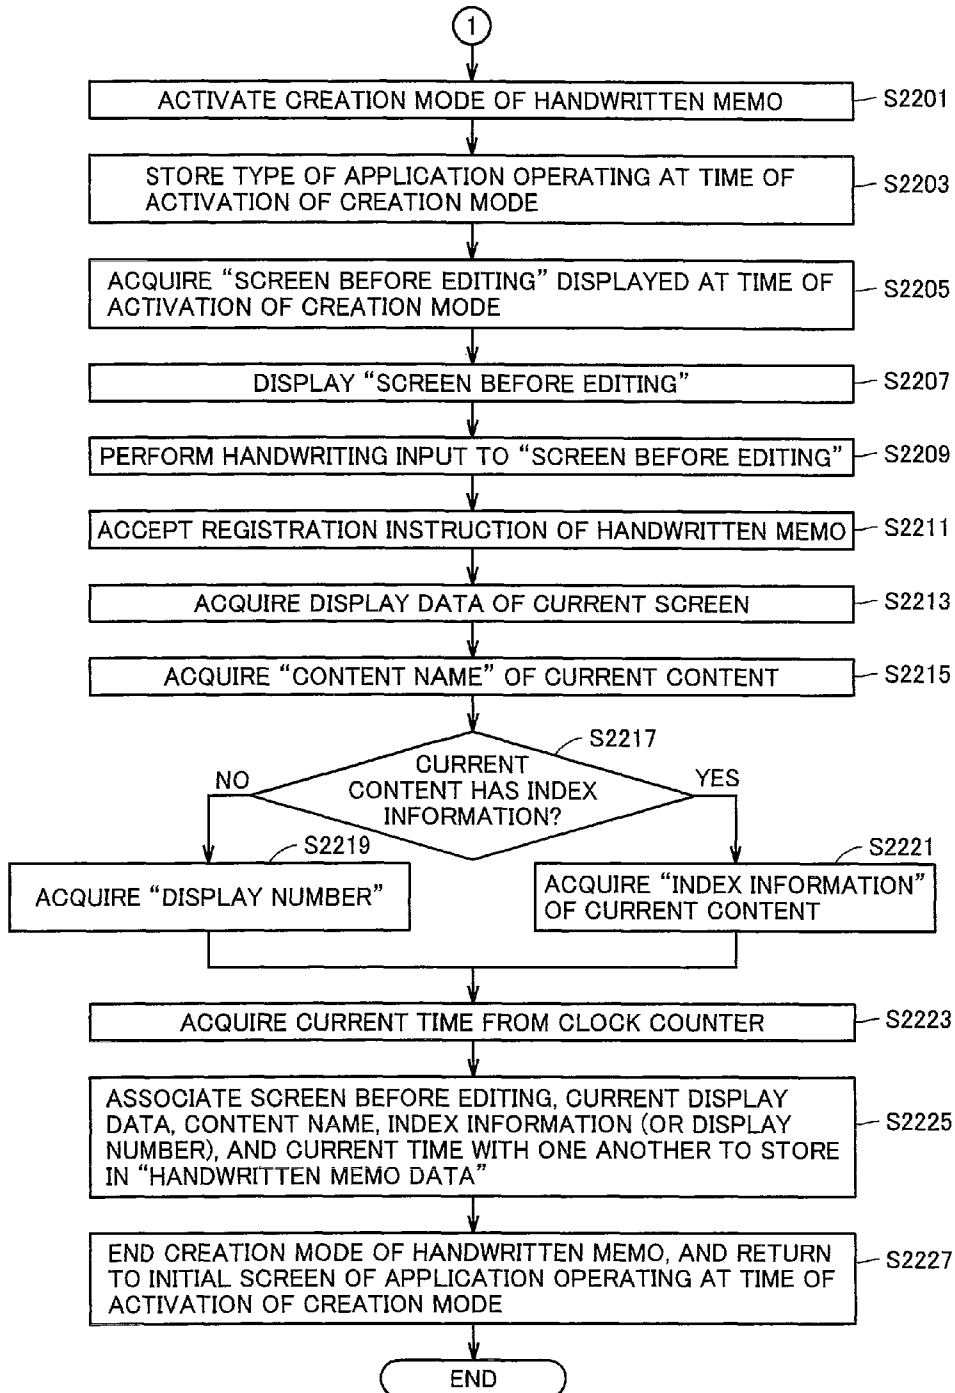 1
ACTIVATE CREATION MODE OF HANDWRITTEN MEMO
S2201
STORE TYPE OF APPLICATION OPERATING AT TIME OF
ACTIVATION OF CREATION MODE
S2203
ACQUIRE “SCREEN BEFORE EDITING” DISPLAYED AT TIME OF
ACTIVATION OF CREATION MODE
S2205
DISPLAY “SCREEN BEFORE EDITING”
S2207
PERFORM HANDWRITING INPUT TO “SCREEN BEFORE EDITING”
S2209
ACCEPT REGISTRATION INSTRUCTION OF HANDWRITTEN MEMO
S2211
ACQUIRE DISPLAY DATA OF CURRENT SCREEN
S2213
ACQUIRE “CONTENT NAME” OF CURRENT CONTENT
S2215
S2217
CURRENT
CONTENT HAS INDEX
INFORMATION?
NO
YES
S2219
ACQUIRE “DISPLAY NUMBER”
S2221
ACQUIRE “INDEX INFORMATION”
OF CURRENT CONTENT
ACQUIRE CURRENT TIME FROM CLOCK COUNTER
S2223
ASSOCIATE SCREEN BEFORE EDITING, CURRENT DISPLAY
DATA, CONTENT NAME, INDEX INFORMATION (OR DISPLAY
NUMBER), AND CURRENT TIME WITH ONE ANOTHER TO STORE
IN “HANDWRITTEN MEMO DATA”
S2225
END CREATION MODE OF HANDWRITTEN MEMO, AND RETURN
TO INITIAL SCREEN OF APPLICATION OPERATING AT TIME OF
ACTIVATION OF CREATION MODE
S2227
END